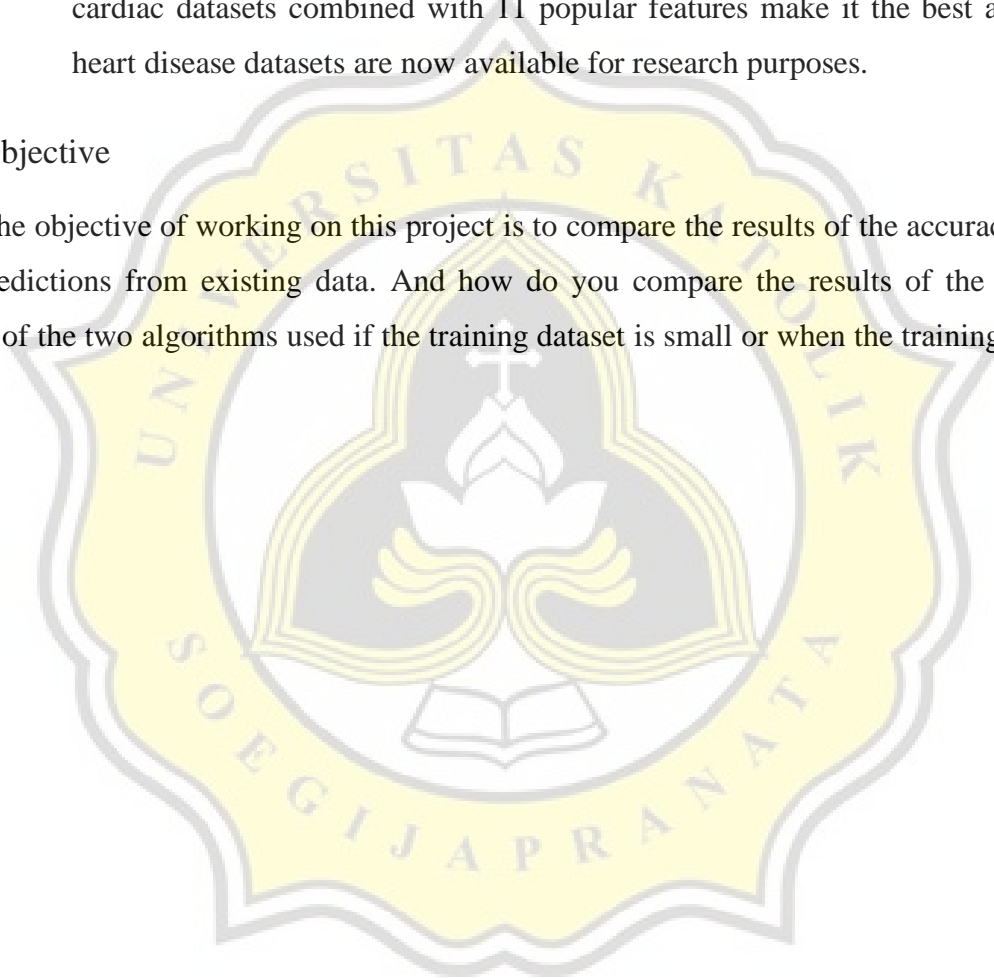 cardiac datasets combined with 11 popular features make it the best a
heart disease datasets are now available for research purposes.
bjective
he objective of working on this project is to compare the results of the accurac
edictions from existing data. And how do you compare the results of the
of the two algorithms used if the training dataset is small or when the training
UNIVERSITAS KATOLIK
SOEGIJAPRANATA